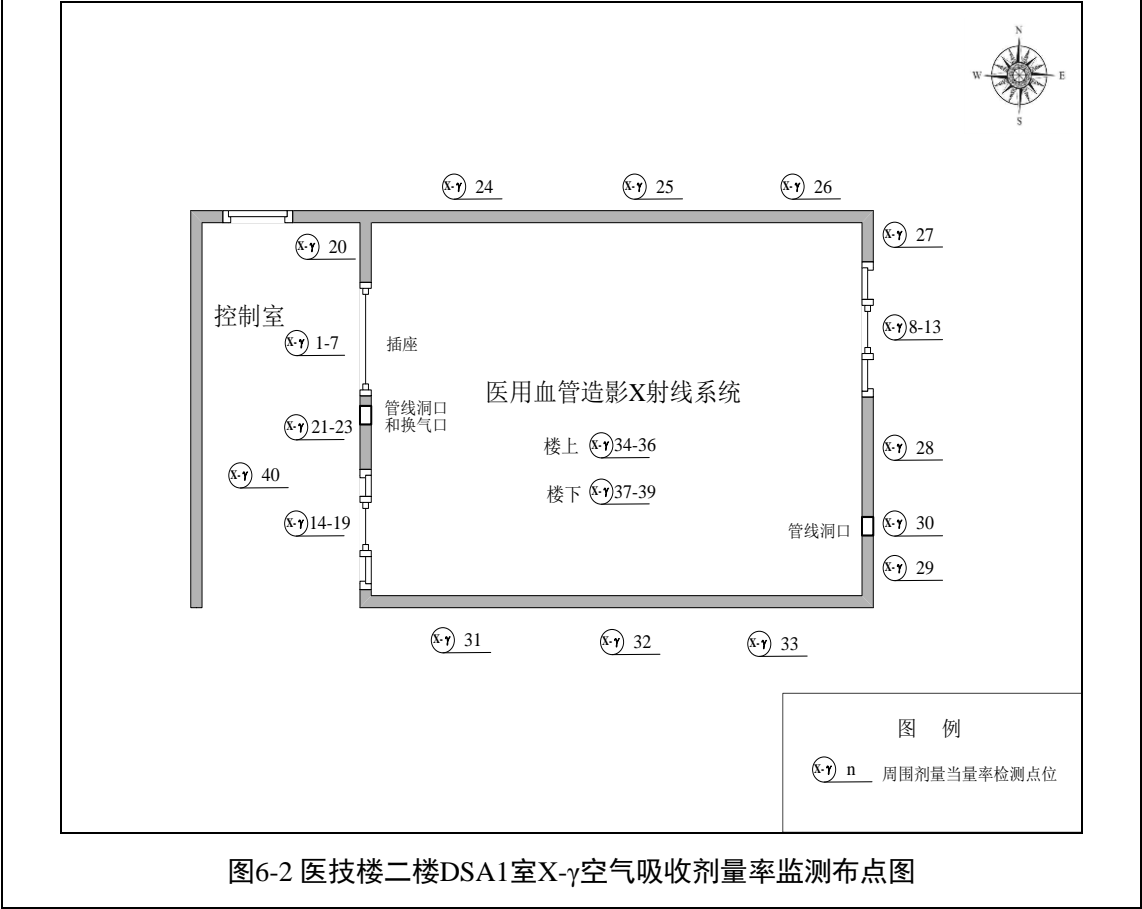 N
W
E
S
X-γ 24
X-γ 25
X-γ 26
X-γ 20
X-γ 27
控制室
X-γ 1-7
插座
X-γ 8-13
医用血管造影X射线系统
管线洞口
和换气口
X-γ 21-23
楼上 X-γ 34-36
X-γ 28
X-γ 40
楼下 X-γ 37-39
X-γ 14-19
管线洞口
X-γ 30
X-γ 29
X-γ 31
X-γ 32
X-γ 33
图 例
X-γ n 周围剂量当量率检测点位
图6-2 医技楼二楼DSA1室X-γ空气吸收剂量率监测布点图